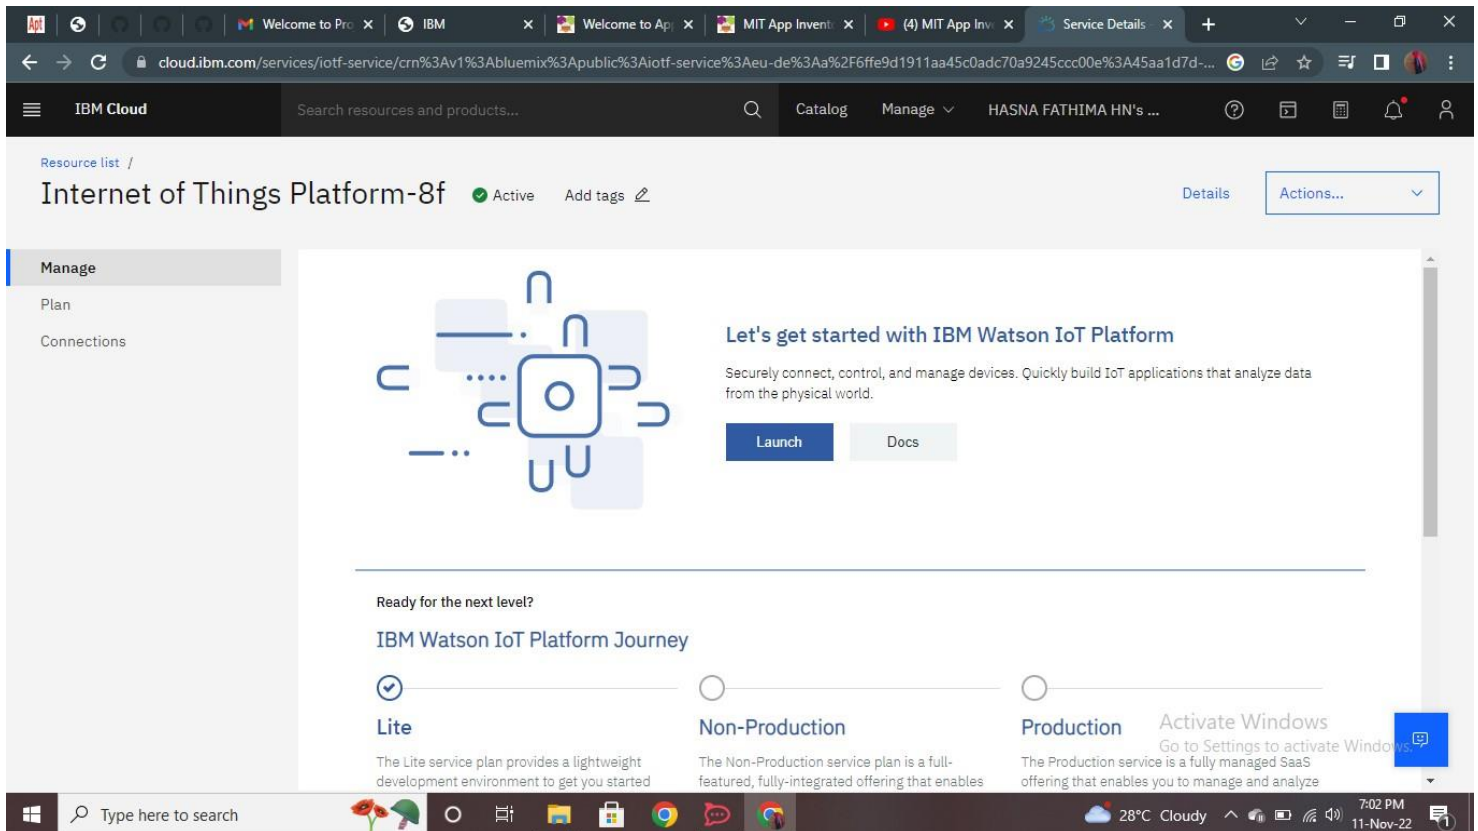 Apt
Welcome to Pro
IBM
Welcome to Ap
MIT App Invent
(4) MIT App Inv
Service Details -
cloud.ibm.com/services/iotf-service/crn%3Av1%3Abluemix%3Apublic%3Aiotf-service%3Aeu-de%3Aa%2F6ffe9d1911aa45c0adc70a9245ccc00e%3A45aa1d7d-...
IBM Cloud
Search resources and products...
Catalog
Manage
HASNA FATHIMA HN's ...
Resource list /
Internet of Things Platform-8f
Active
Add tags
Details
Actions...
Manage
Plan
Connections
Let's get started with IBM Watson IoT Platform
Securely connect, control, and manage devices. Quickly build IoT applications that analyze data
from the physical world.
Launch
Docs
Ready for the next level?
IBM Watson IoT Platform Journey
Lite
The Lite service plan provides a lightweight
development environment to get you started
Non-Production
The Non-Production service plan is a full-
featured, fully-integrated offering that enables
Production
The Production service is a fully managed SaaS
offering that enables you to manage and analyze
Activate Windows
Go to Settings to activate Windows.
Type here to search
28°C Cloudy
7:02 PM
11-Nov-22
1